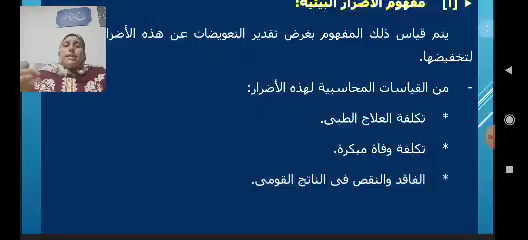 [أ] مفهوم الأضرار البيئية:
يتم قياس ذلك المفهوم بغرض تقدير التعويضات عن هذه الأضرا
لتخفيضها.
- من القياسات المحاسبية لهذه الأضرار:
* تكلفة العلاج الطبى.
* تكلفة وفاة مبكرة.
* الفاقد والنقص فى الناتج القومى.